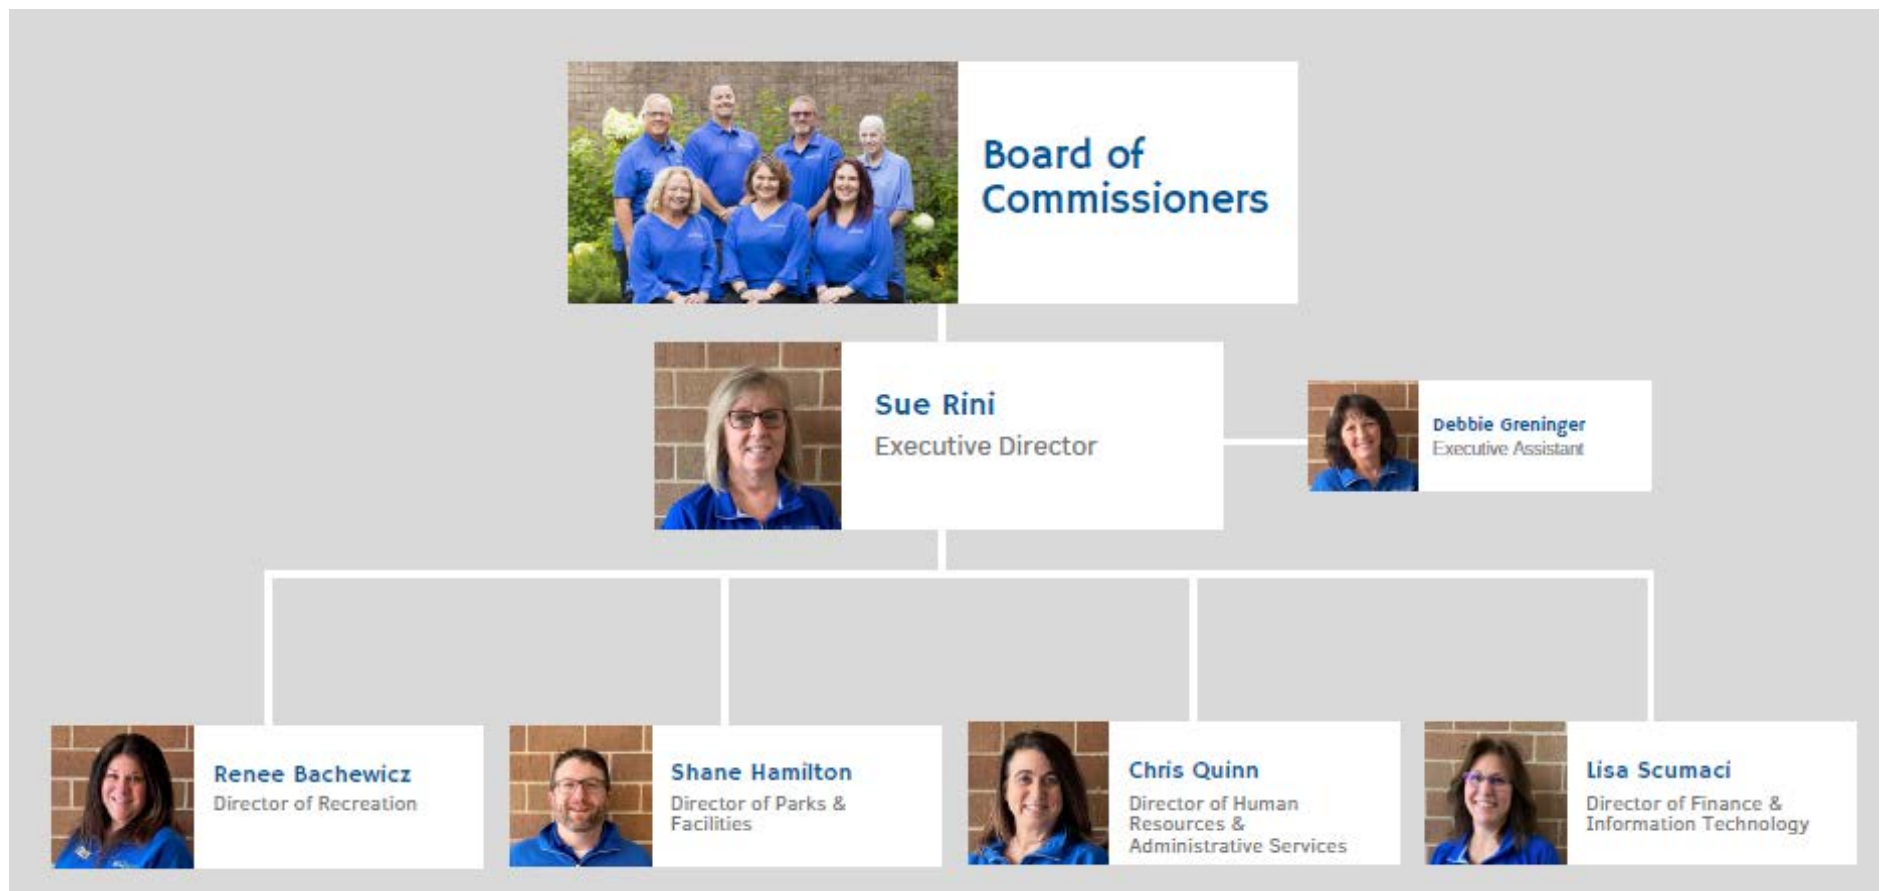 Board of
Commissioners
Sue Rini
Executive Director
Debbie Greninger
Executive Assistant
Renee Bachewicz
Director of Recreation
Shane Hamilton
Director of Parks &
Facilities
Chris Quinn
Director of Human
Resources &
Administrative Services
Lisa Scumaci
Director of Finance &
Information Technology